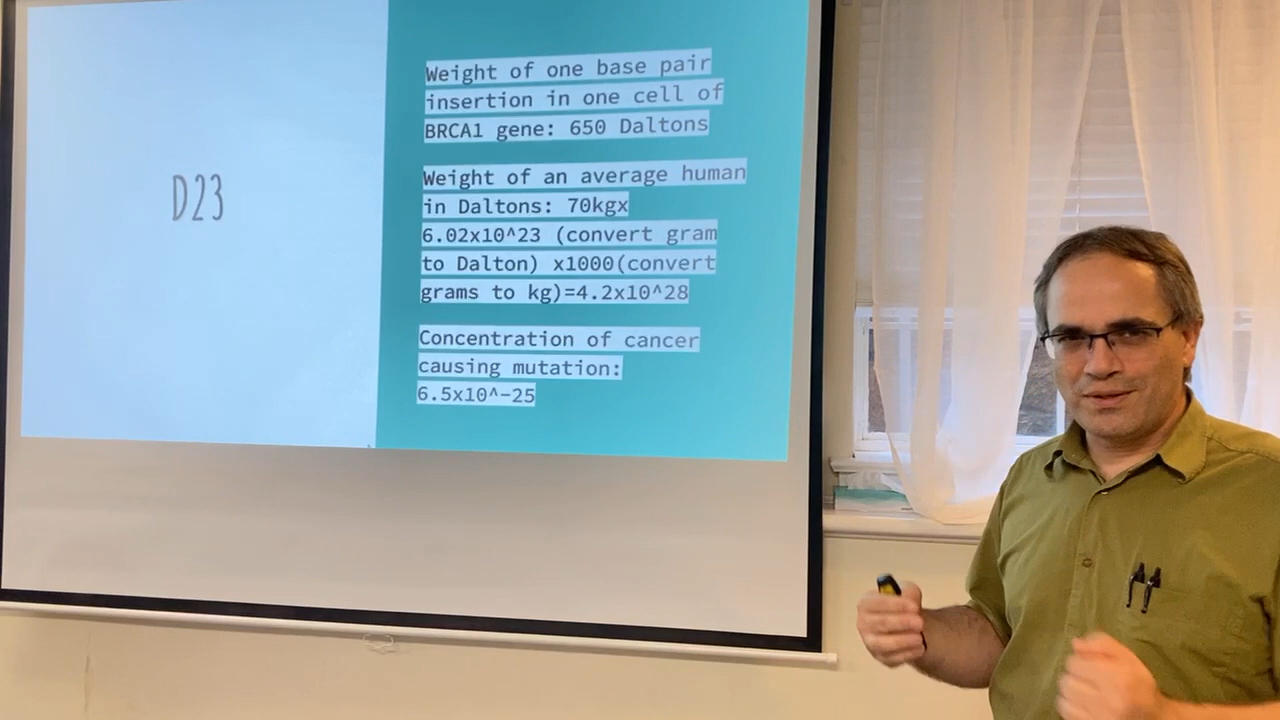 D23
Weight of one base pair
insertion in one cell of
BRCA1 gene: 650 Daltons
Weight of an average human
in Daltons: 70kgx
6.02x10^23 (convert gram
to Dalton) x1000(convert
grams to kg)=4.2x10^28
Concentration of cancer
causing mutation:
6.5x10^-25